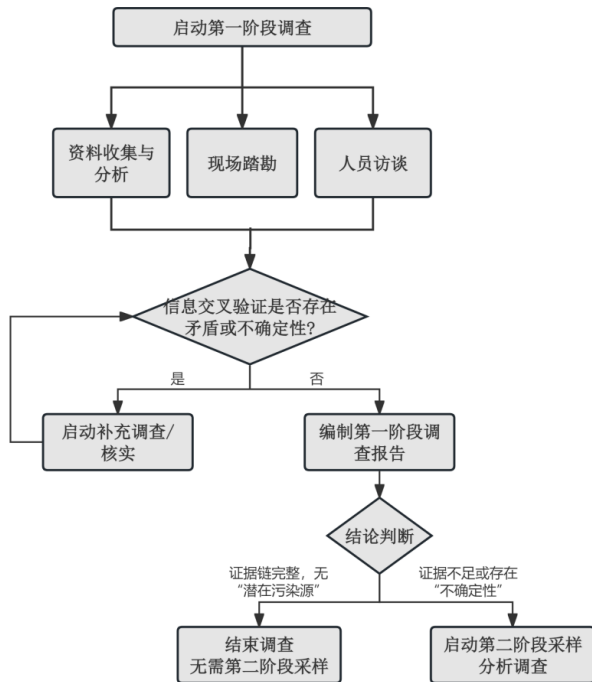 启动第一阶段调查
资料收集与
分析
现场踏勘
人员访谈
信息交叉验证是否存在
矛盾或不确定性?
是
否
启动补充调查/
核实
编制第一阶段调
查报告
结论判断
证据链完整，无
“潜在污染源”
证据不足或存在
“不确定性”
结束调查
无需第二阶段采样
启动第二阶段采样
分析调查